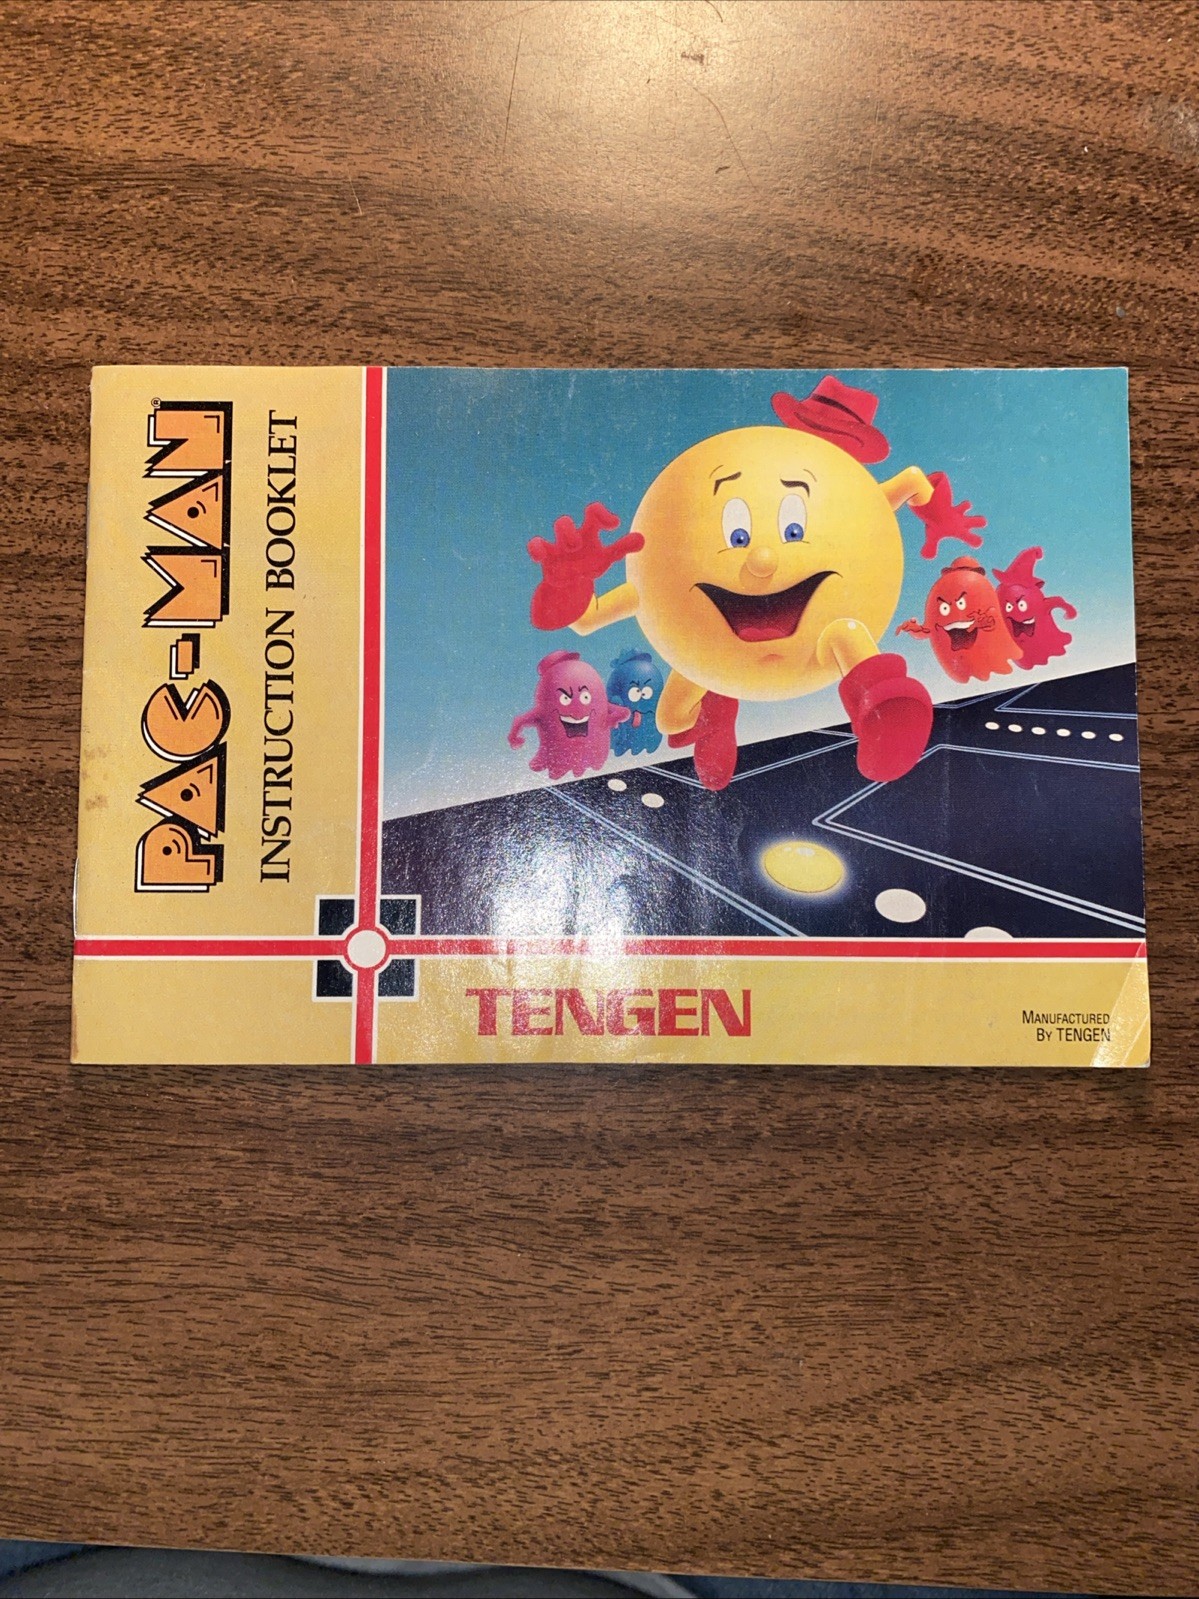 PAC-MAN®
INSTRUCTION BOOKLET
TENGEN
MANUFACTURED
BY TENGEN